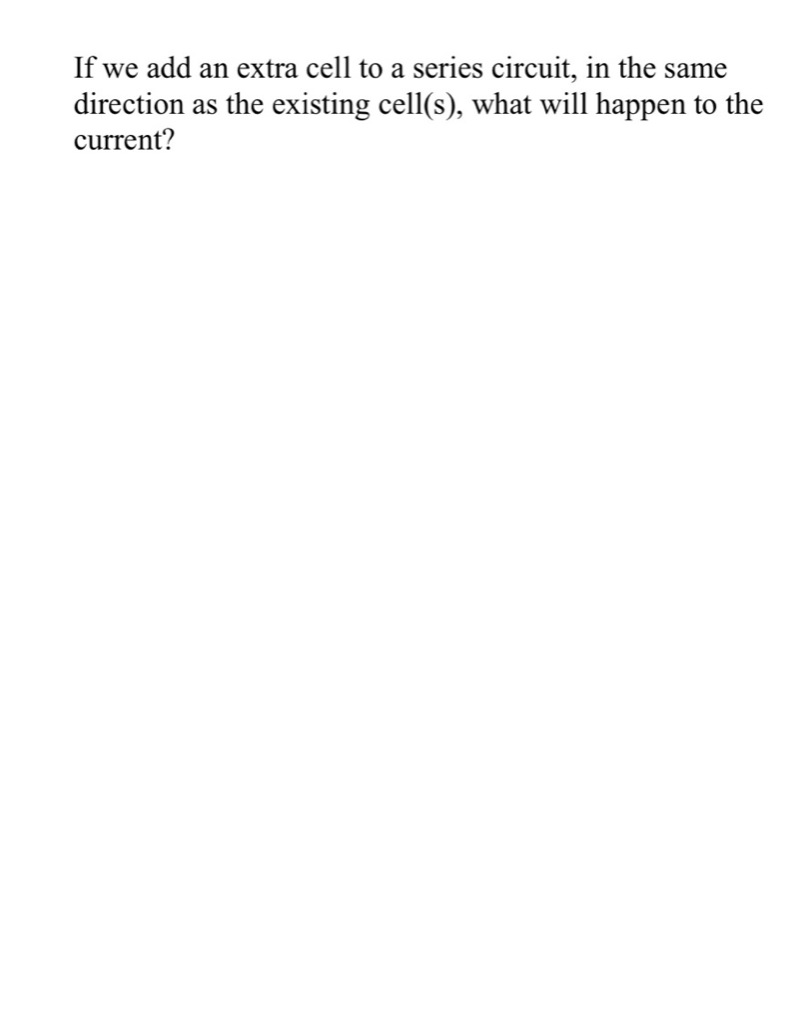 If we add an extra cell to a series circuit, in the same
direction as the existing cell(s), what will happen to the
current?